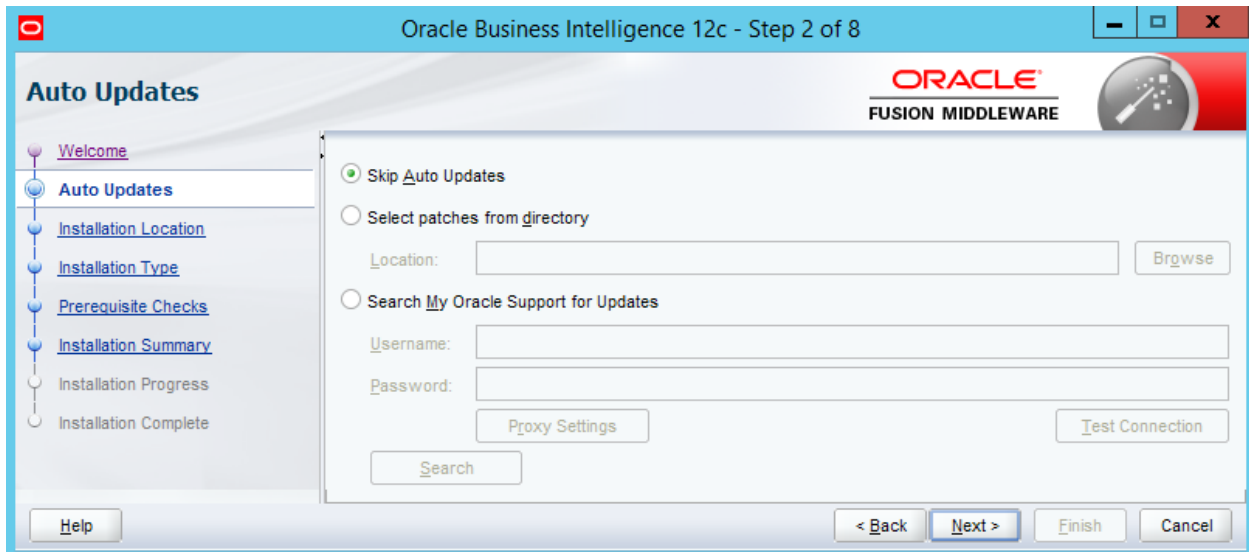 Oracle Business Intelligence 12c - Step 2 of 8
Auto Updates
ORACLE
FUSION MIDDLEWARE
Welcome
Auto Updates
Installation Location
Installation Type
Prerequisite Checks
Installation Summary
Installation Progress
Installation Complete
Skip Auto Updates
Select patches from directory
Location:
Browse
Search My Oracle Support for Updates
Username:
Password:
Proxy Settings
Test Connection
Search
Help
< Back
Next >
Finish
Cancel